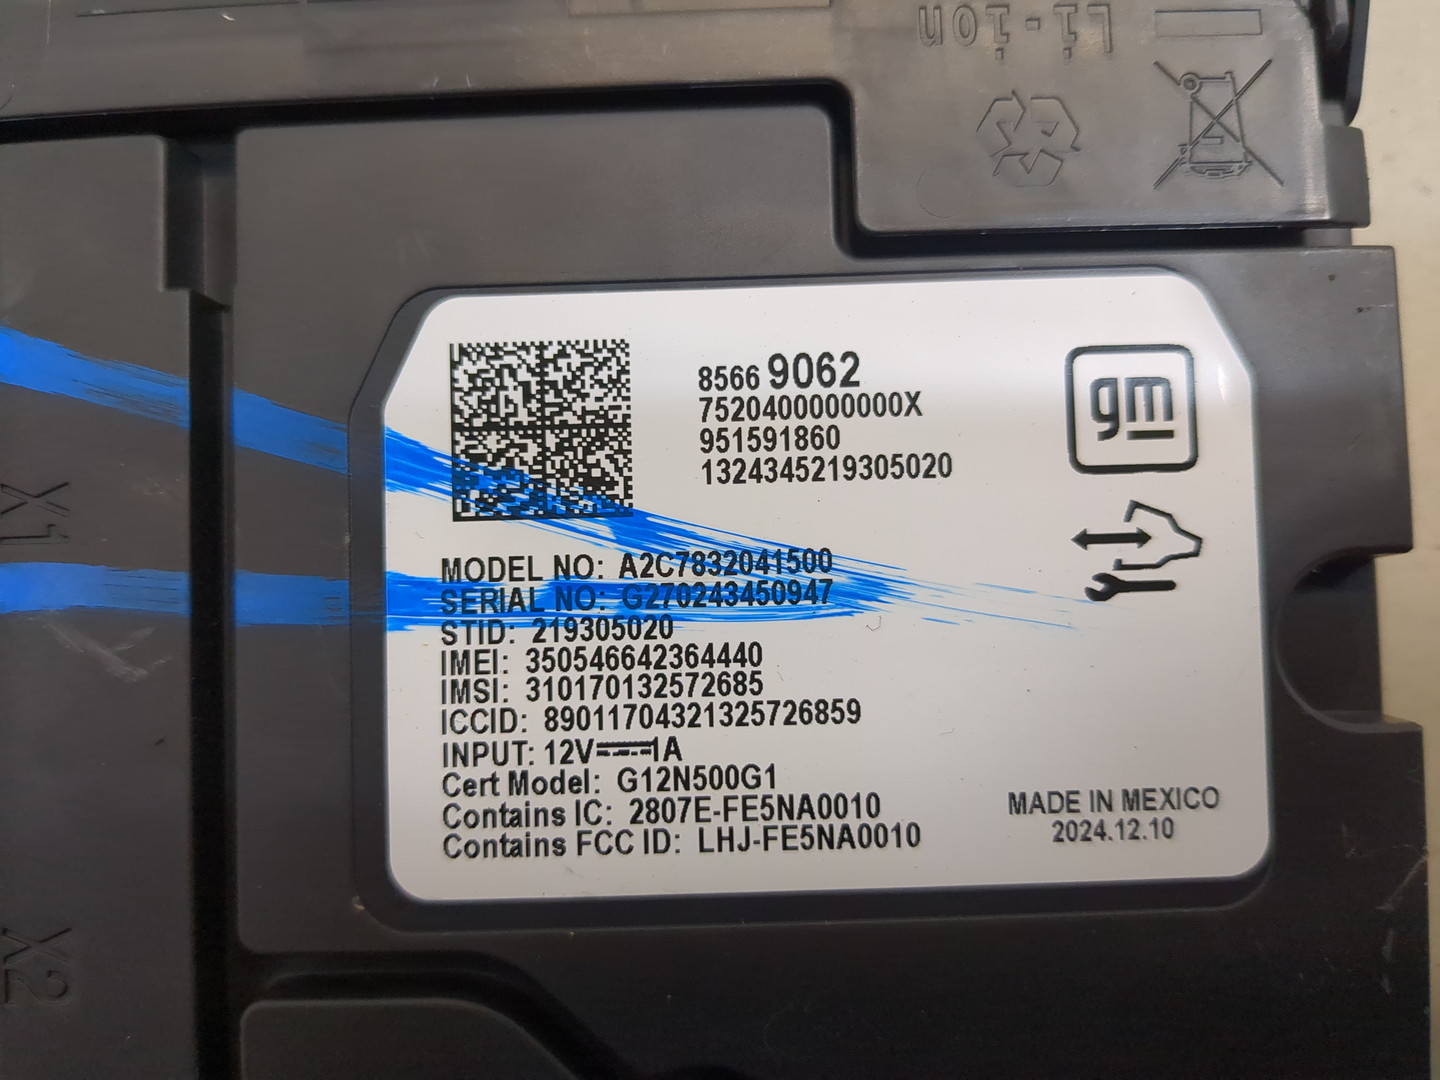 Li-ion
8566 9062
7520400000000X
951591860
1324345219305020
gm
MODEL NO: A2C7832041500
SERIAL NO: G270243450947
STID: 219305020
IMEI: 350546642364440
IMSI: 310170132572685
ICCID: 89011704321325726859
INPUT: 12V⎓1A
Cert Model: G12N500G1
Contains IC: 2807E-FE5NA0010
Contains FCC ID: LHJ-FE5NA0010
MADE IN MEXICO
2024.12.10
X1
X2